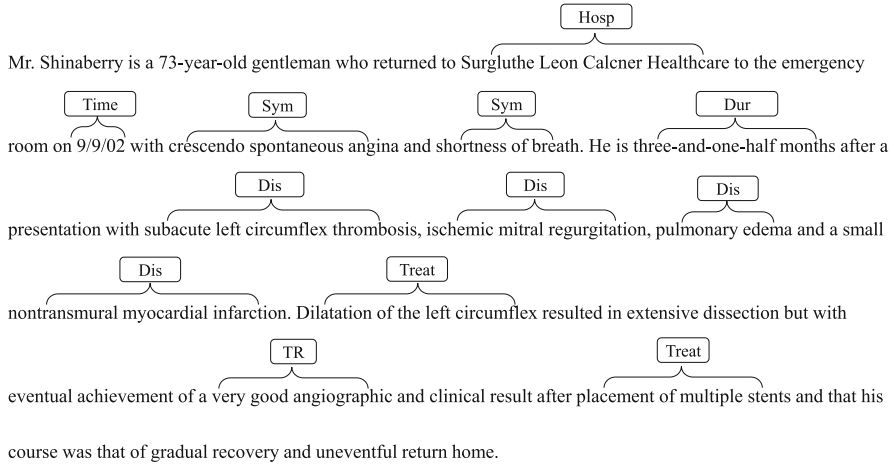 Hosp
Mr. Shinaberry is a 73-year-old gentleman who returned to Surgluthe Leon Calcner Healthcare to the emergency
Time Sym Sym Dur
room on 9/9/02 with crescendo spontaneous angina and shortness of breath. He is three-and-one-half months after a
Dis Dis Dis
presentation with subacute left circumflex thrombosis, ischemic mitral regurgitation, pulmonary edema and a small
Dis Treat
nontransmural myocardial infarction. Dilatation of the left circumflex resulted in extensive dissection but with
TR Treat
eventual achievement of a very good angiographic and clinical result after placement of multiple stents and that his
course was that of gradual recovery and uneventful return home.